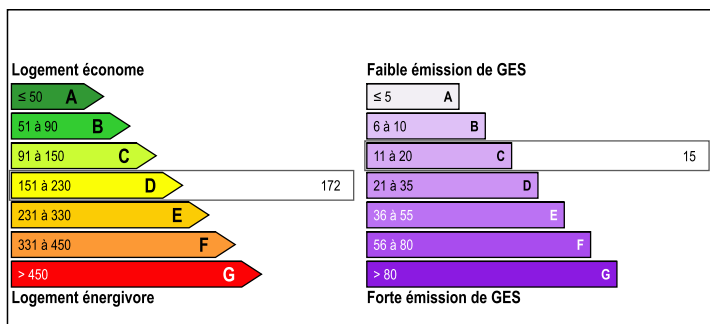 Logement économe
≤ 50 A
51 à 90 B
91 à 150 C
151 à 230 D 172
231 à 330 E
331 à 450 F
> 450 G
Logement énergivore
Faible émission de GES
≤ 5 A
6 à 10 B
11 à 20 C 15
21 à 35 D
36 à 55 E
56 à 80 F
> 80 G
Forte émission de GES